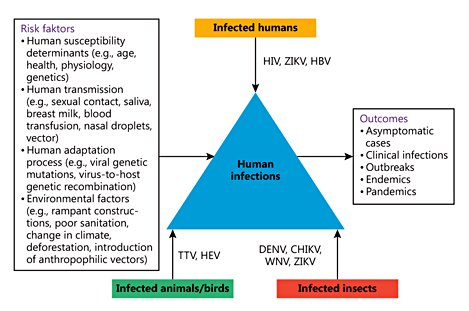 Infected humans
Risk faktors
• Human susceptibility
determinants (e.g., age,
health, physiology,
genetics)
• Human transmission
(e.g., sexual contact, saliva,
breast milk, blood
transfusion, nasal droplets,
vector)
• Human adaptation
process (e.g., viral genetic
mutations, virus-to-host
genetic recombination)
• Environmental factors
(e.g., rampant construc-
tions, poor sanitation,
change in climate,
deforestation, introduction
of anthropophilic vectors)
HIV, ZIKV, HBV
Human
infections
Outcomes
• Asymptomatic
cases
• Clinical infections
• Outbreaks
• Endemics
• Pandemics
TTV, HEV
DENV, CHIKV,
WNV, ZIKV
Infected animals/birds
Infected insects